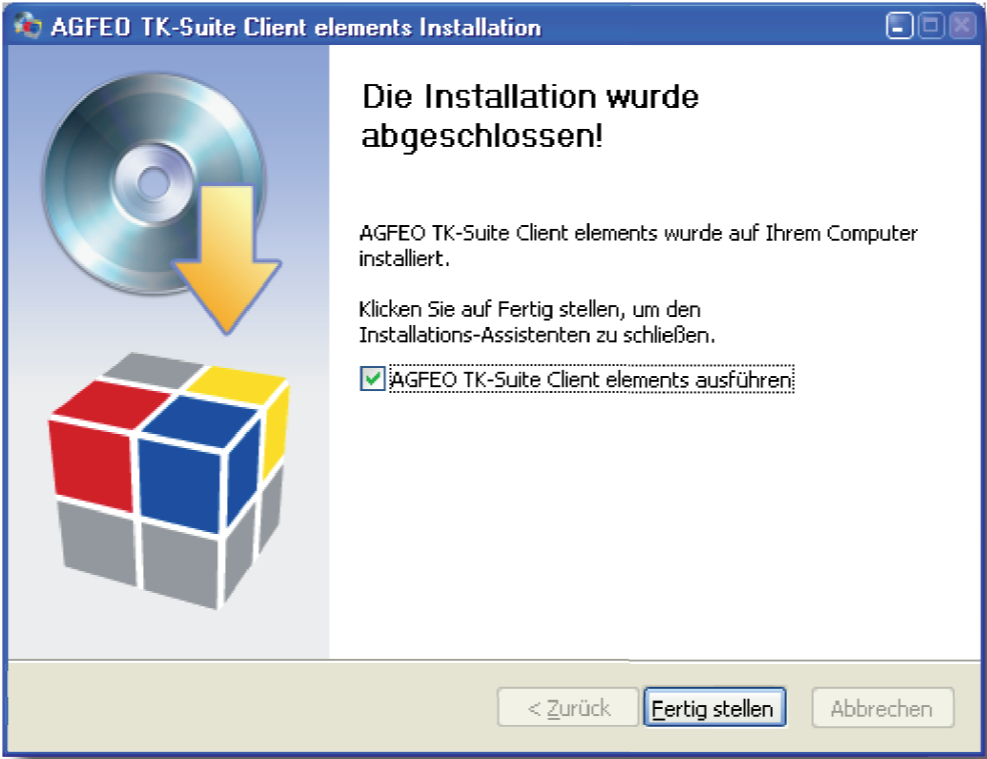 AGFEO TK-Suite Client elements Installation
Die Installation wurde
abgeschlossen!
AGFEO TK-Suite Client elements wurde auf Ihrem Computer
installiert.
Klicken Sie auf Fertig stellen, um den
Installations-Assistenten zu schließen.
AGFEO TK-Suite Client elements ausführen
< Zurück
Fertig stellen
Abbrechen